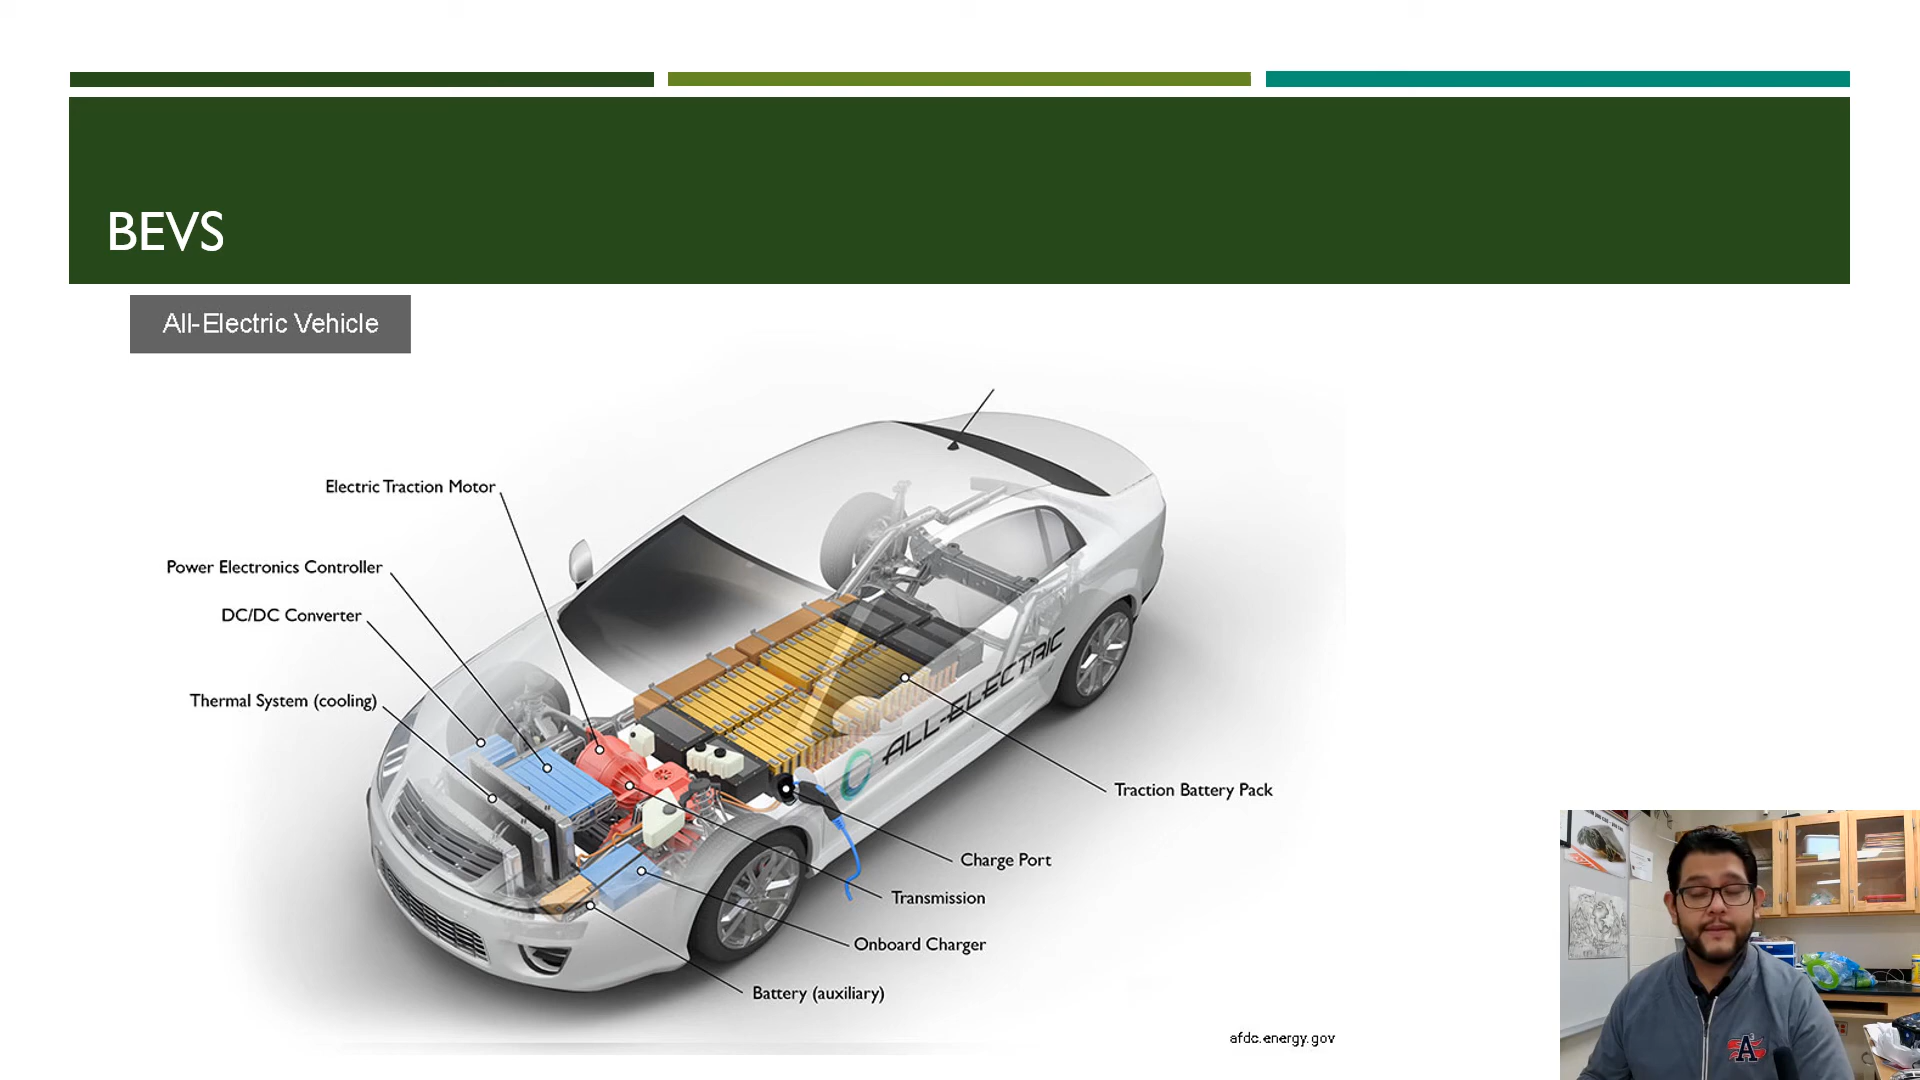 BEVS
All-Electric Vehicle
Electric Traction Motor
Power Electronics Controller
DC/DC Converter
Thermal System (cooling)
ALL-ELECTRIC
Traction Battery Pack
Charge Port
Transmission
Onboard Charger
Battery (auxiliary)
afdc.energy.gov
A